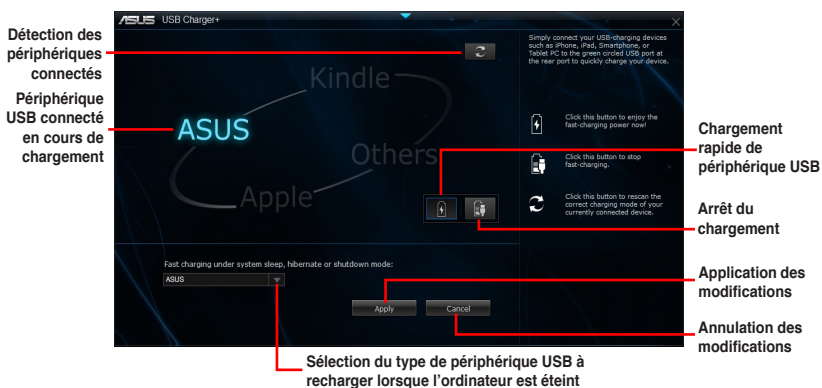 ASUS USB Charger+
Détection des
périphériques
connectés
Périphérique
USB connecté
en cours de
chargement
Kindle
ASUS
Others
Apple
Fast charging under system sleep, hibernate or shutdown mode:
ASUS
Apply
Cancel
Simply connect your USB-charging devices
such as iPhone, iPad, Smartphone, or
Tablet PC to the green circled USB port at
the rear port to quickly charge your device.
Click this button to enjoy the
fast-charging power now!
Click this button to stop
fast-charging.
Click this button to rescan the
correct charging mode of your
currently connected device.
Chargement
rapide de
périphérique USB
Arrêt du
chargement
Application des
modifications
Annulation des
modifications
Sélection du type de périphérique USB à
recharger lorsque l'ordinateur est éteint